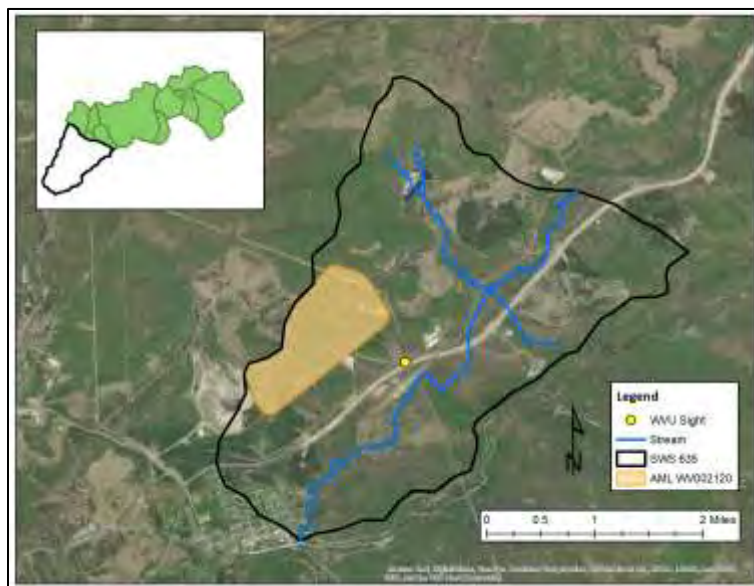 Legend
WVU Sight
Stream
SWS 635
AML WV002120
N
0 0.5 1 2 Miles